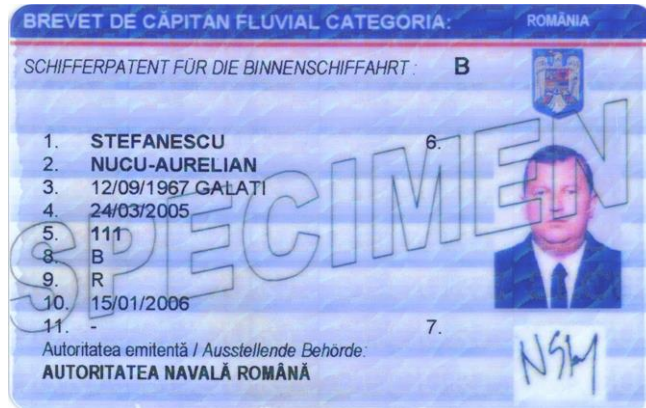 BREVET DE CĂPITAN FLUVIAL CATEGORIA:
ROMÂNIA
SCHIFFERPATENT FÜR DIE BINNENSCHIFFAHRT : B
1. STEFANESCU
2. NUCU-AURELIAN
3. 12/09/1967 GALATI
4. 24/03/2005
5. 111
8. B
9. R
10. 15/01/2006
11. -
6.
7.
Autoritatea emitentă / Ausstellende Behörde:
AUTORITATEA NAVALĂ ROMÂNĂ
SPECIMEN